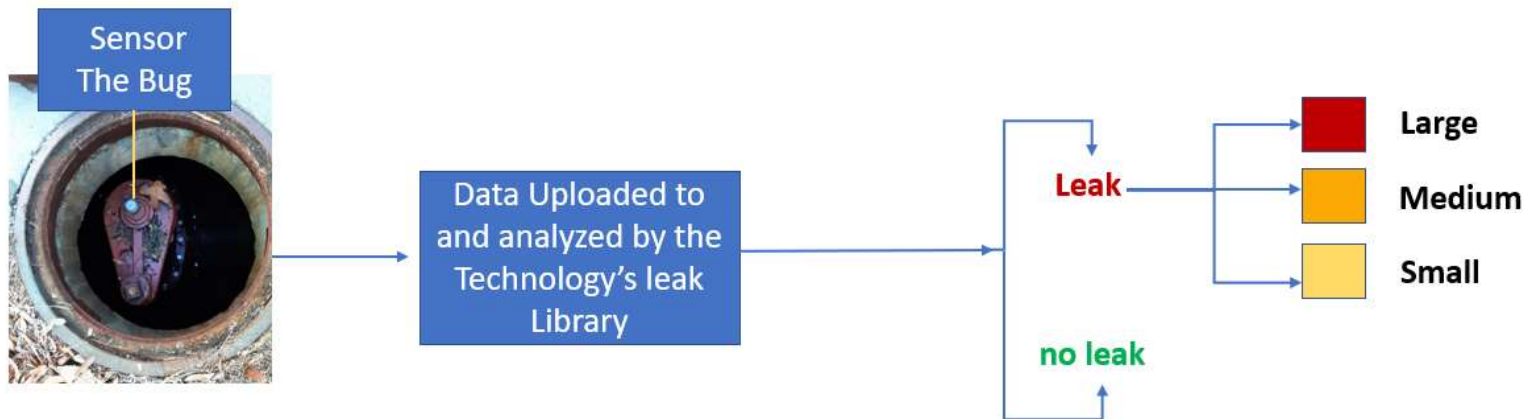 Sensor
The Bug
Data Uploaded to
and analyzed by the
Technology's leak
Library
Leak
no leak
Large
Medium
Small